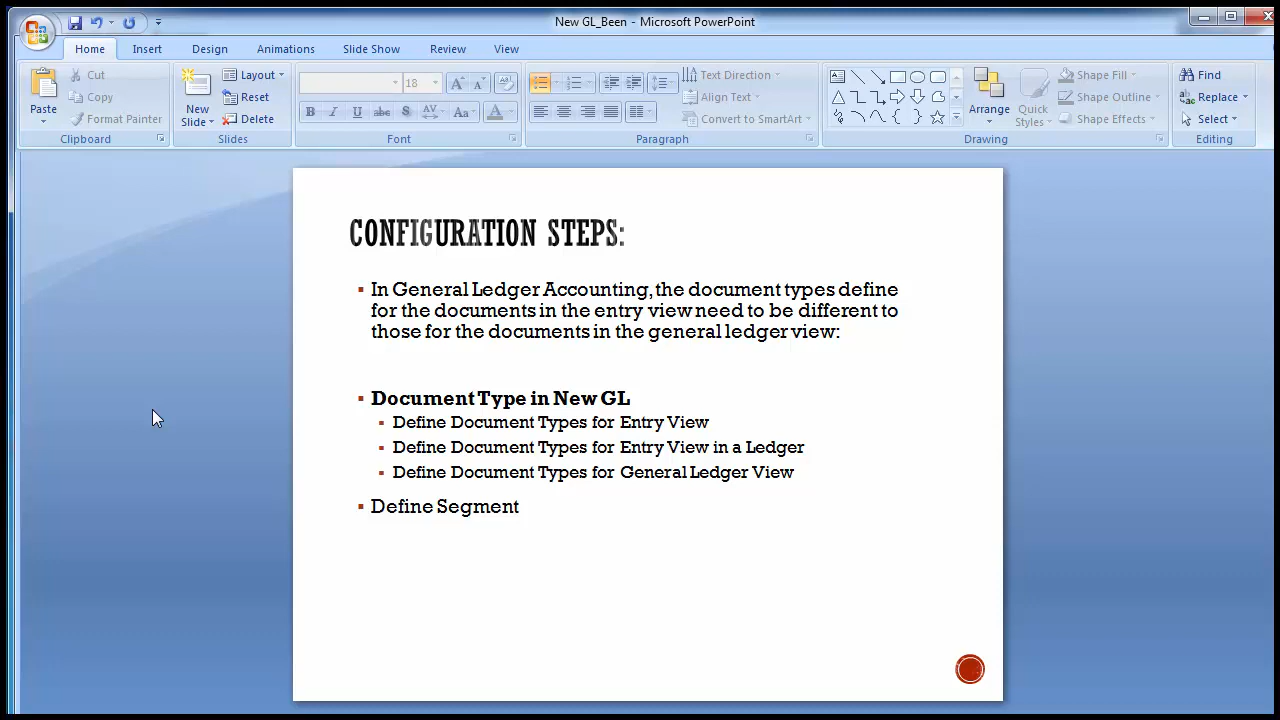 New GL_Been - Microsoft PowerPoint
Home Insert Design Animations Slide Show Review View
Paste
Cut
Copy
Format Painter
Clipboard
New Slide
Layout
Reset
Delete
Slides
18
B I U abc S AV Aa A
Font
Text Direction
Align Text
Convert to SmartArt
Paragraph
Arrange
Quick Styles
Shape Fill
Shape Outline
Shape Effects
Drawing
Find
Replace
Select
Editing
CONFIGURATION STEPS:
In General Ledger Accounting, the document types define
for the documents in the entry view need to be different to
those for the documents in the general ledger view:
Document Type in New GL
Define Document Types for Entry View
Define Document Types for Entry View in a Ledger
Define Document Types for General Ledger View
Define Segment